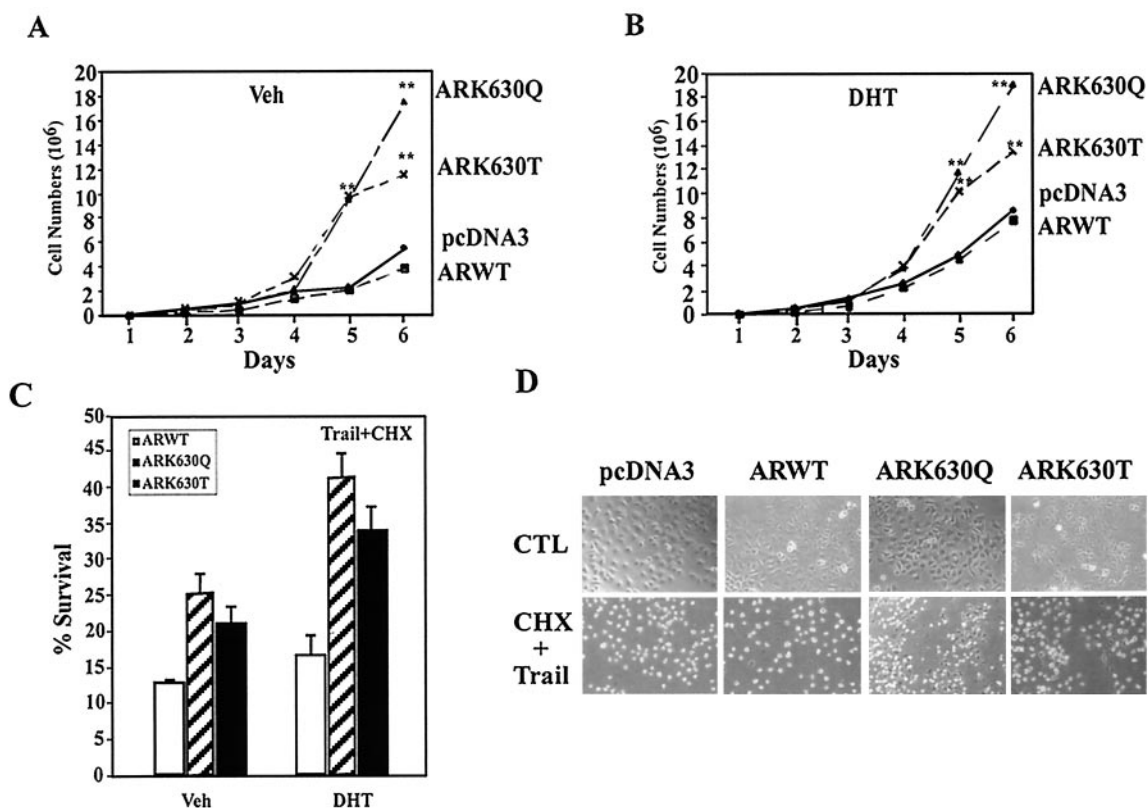 A
Veh
Cell Numbers (10⁶)
20
18
16
14
12
10
8
6
4
2
0
**
**
**
1 2 3 4 5 6
Days
ARK630Q
ARK630T
pcDNA3
ARWT
B
DHT
Cell Numbers (10⁶)
20
18
16
14
12
10
8
6
4
2
0
**
**
**
**
1 2 3 4 5 6
Days
ARK630Q
ARK630T
pcDNA3
ARWT
C
% Survival
50
45
40
35
30
25
20
15
10
5
0
ARWT
ARK630Q
ARK630T
Trail+CHX
Veh DHT
D
pcDNA3 ARWT ARK630Q ARK630T
CTL
CHX
+
Trail